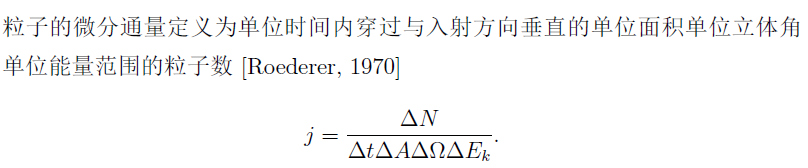 粒子的微分通量定义为单位时间内穿过与入射方向垂直的单位面积单位立体角
单位能量范围的粒子数 [Roederer, 1970]
j = \frac{ΔN}{ΔtΔAΔΩΔE_k}.